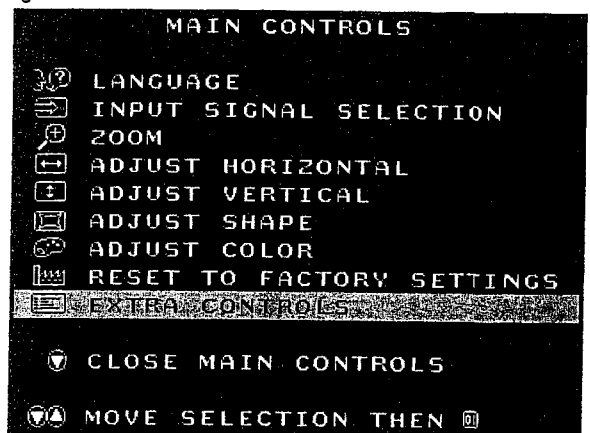 MAIN CONTROLS
LANGUAGE
INPUT SIGNAL SELECTION
ZOOM
ADJUST HORIZONTAL
ADJUST VERTICAL
ADJUST SHAPE
ADJUST COLOR
RESET TO FACTORY SETTINGS
EXTRA CONTROLS
CLOSE MAIN CONTROLS
MOVE SELECTION THEN